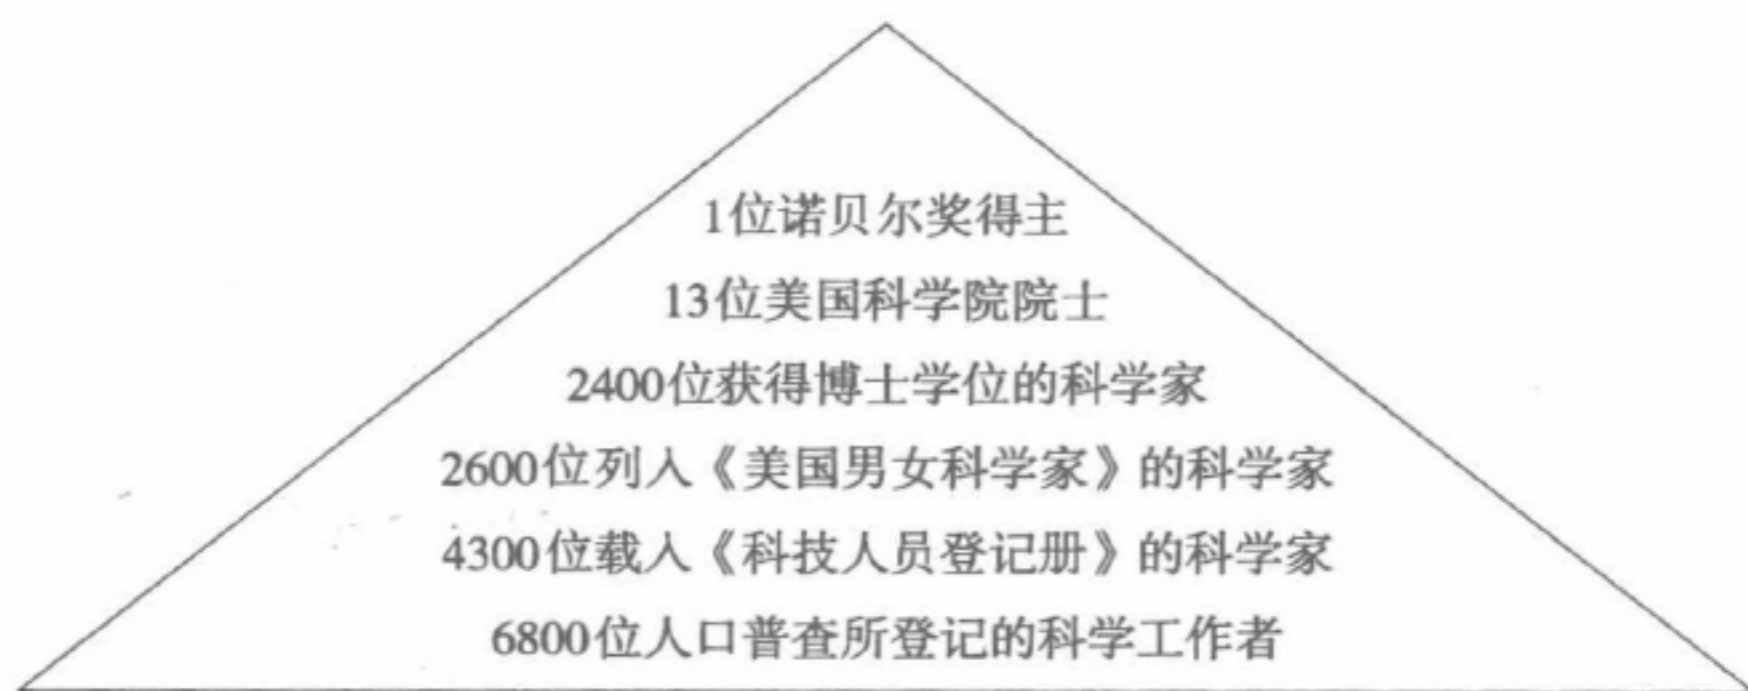 1位诺贝尔奖得主
13位美国科学院院士
2400位获得博士学位的科学家
2600位列入《美国男女科学家》的科学家
4300位载入《科技人员登记册》的科学家
6800位人口普查所登记的科学工作者